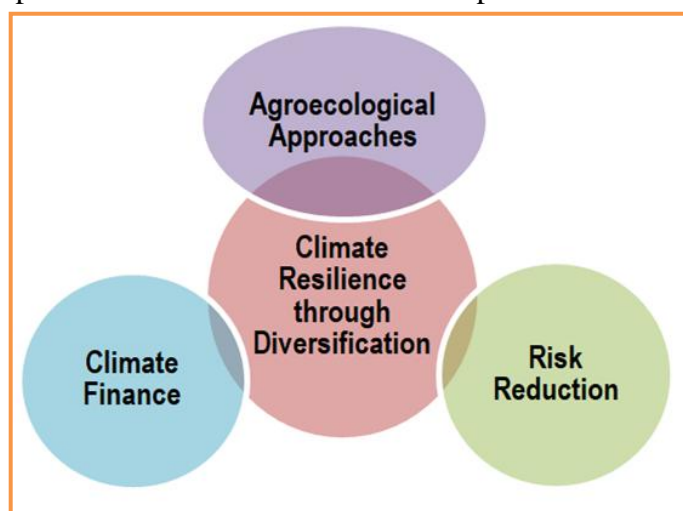 Agroecological
Approaches
Climate
Resilience
through
Diversification
Climate
Finance
Risk
Reduction